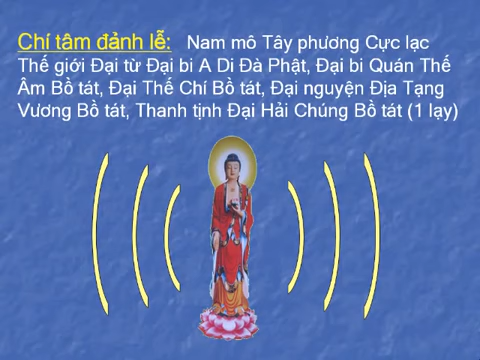 Chí tâm đảnh lễ: Nam mô Tây phương Cực lạc
Thế giới Đại từ Đại bi A Di Đà Phật, Đại bi Quán Thế
Âm Bồ tát, Đại Thế Chí Bồ tát, Đại nguyện Địa Tạng
Vương Bồ tát, Thanh tịnh Đại Hải Chúng Bồ tát (1 lạy)